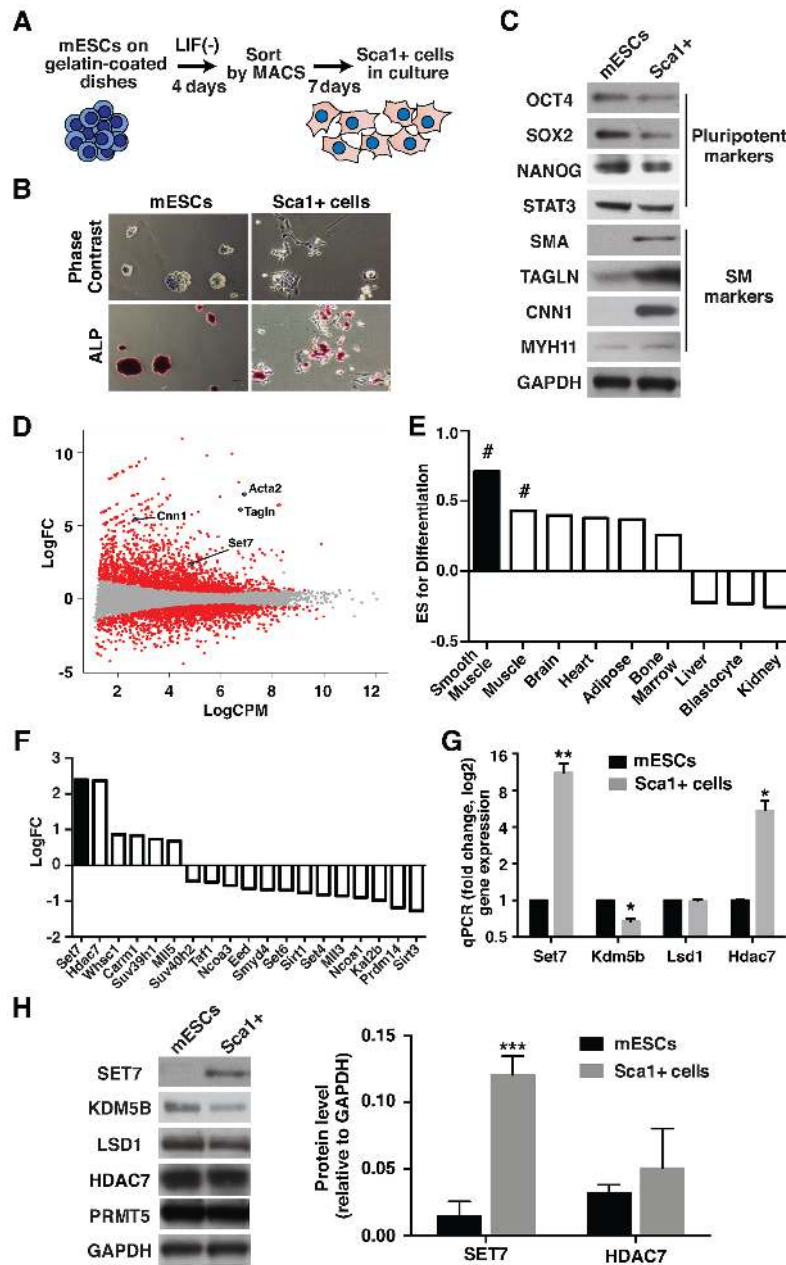 A
mESCs on
gelatin-coated
dishes
LIF(-)
4 days
Sort
by MACS
7 days
Sca1+ cells
in culture
B
mESCs
Sca1+ cells
Phase
Contrast
ALP
C
mESCs
Sca1+
OCT4
SOX2
NANOG
STAT3
SMA
TAGLN
CNN1
MYH11
GAPDH
Pluripotent
markers
SM
markers
D
LogFC
10
5
0
-5
Acta2
Tagln
Cnn1
Set7
2
4
6
8
10
12
LogCPM
E
ES for Differentiation
1.0
0.5
0.0
-0.5
#
#
Smooth
Muscle
Muscle
Brain
Heart
Adipose
Bone
Marrow
Liver
Blastocyte
Kidney
F
LogFC
3
2
1
0
-1
-2
Set7
Hdac7
Whsc1
Carm1
Suv39h1
Mll5
Suv40h2
Taf1
Ncoa3
Eed
Smyd4
Set6
Sirt1
Set4
Mll3
Ncoa1
Kat2b
Prdm14
Sirt3
G
qPCR (fold change, log2)
gene expression
16
8
4
2
1
0.5
mESCs
Sca1+ cells
**
*
*
Set7
Kdm5b
Lsd1
Hdac7
H
mESCs
Sca1+
SET7
KDM5B
LSD1
HDAC7
PRMT5
GAPDH
Protein level
(relative to GAPDH)
0.15
0.10
0.05
0.00
***
mESCs
Sca1+ cells
SET7
HDAC7